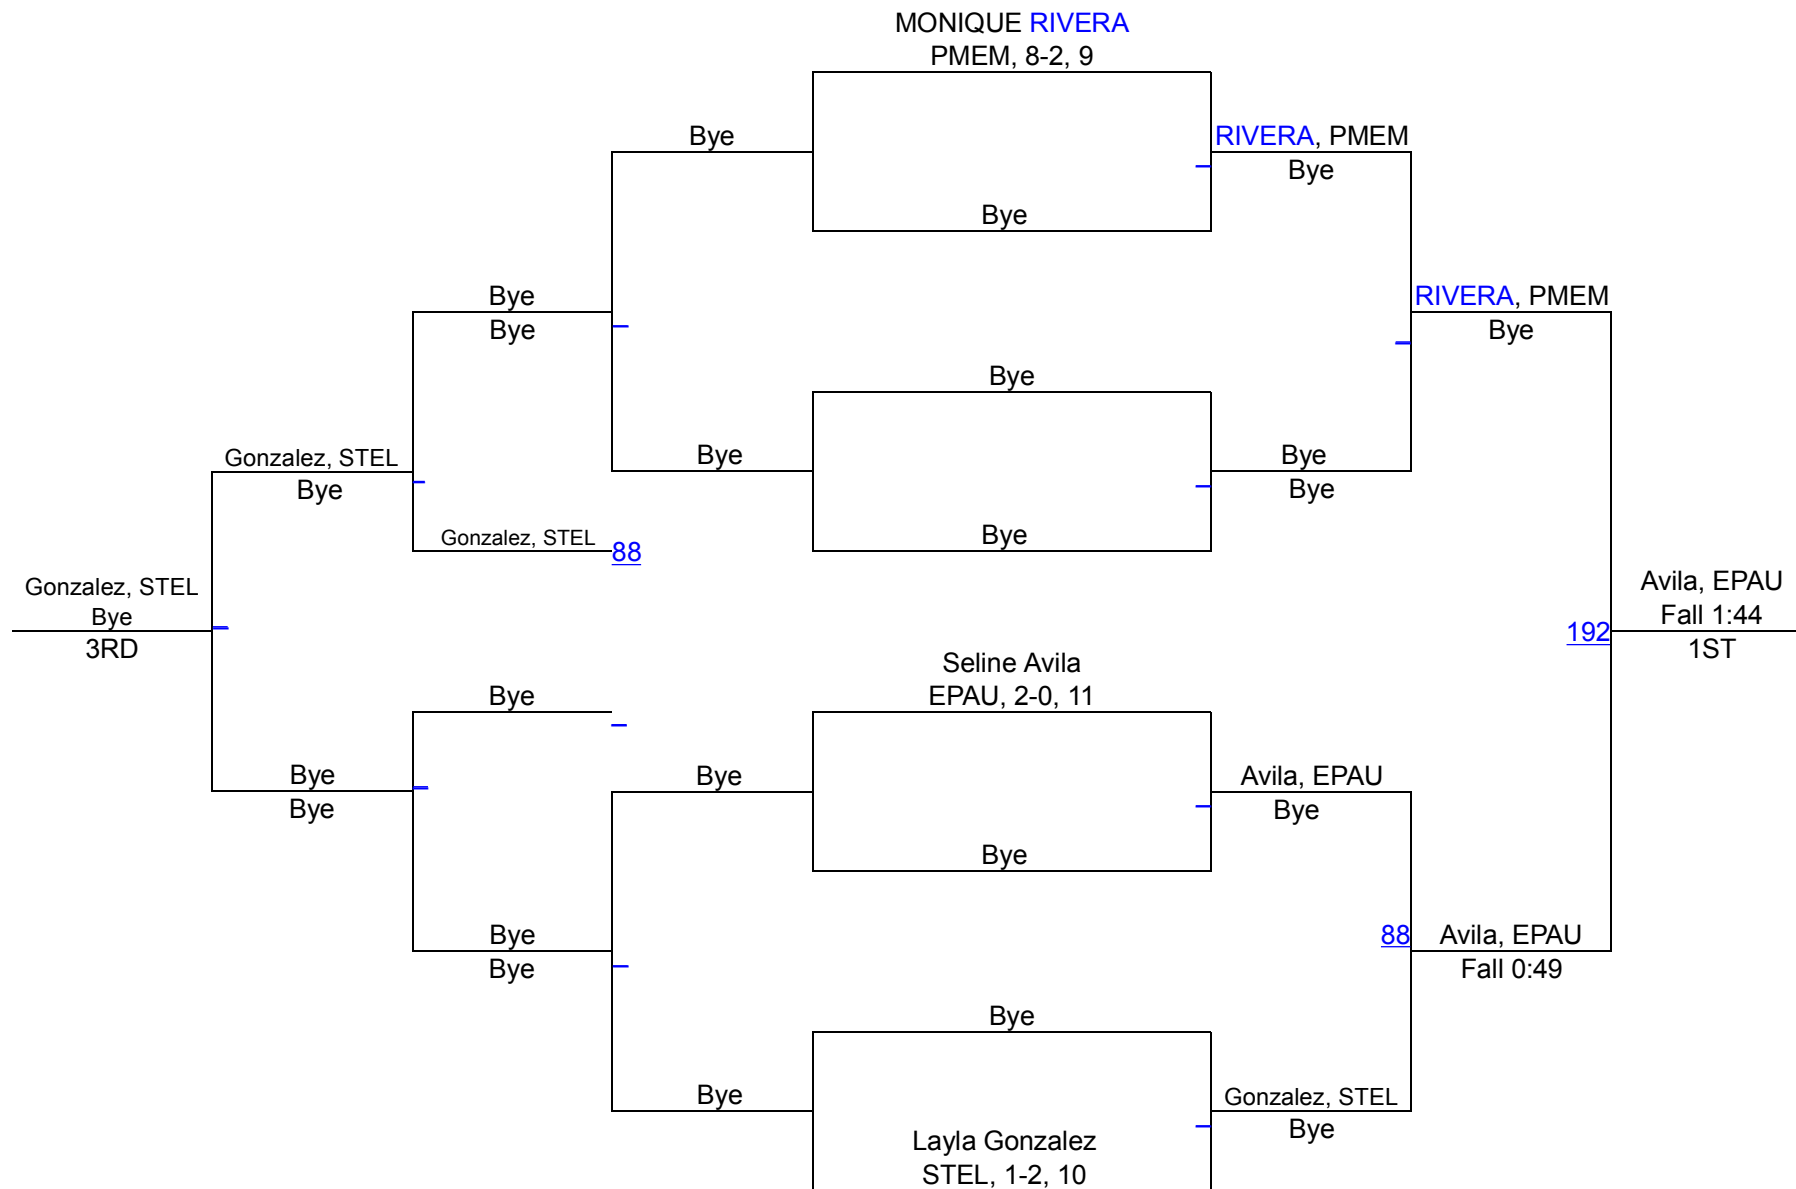 MONIQUE RIVERA
PMEM, 8-2, 9
Bye
RIVERA, PMEM
Bye
Bye
Bye
Bye
RIVERA, PMEM
Bye
Bye
Gonzalez, STEL
Bye
Bye
Bye
Bye
Gonzalez, STEL
88
Bye
Gonzalez, STEL
Bye
3RD
Avila, EPAU
Fall 1:44
192
1ST
Seline Avila
EPAU, 2-0, 11
Bye
Bye
Bye
Bye
Avila, EPAU
Bye
Bye
Bye
Bye
88
Avila, EPAU
Fall 0:49
Bye
Bye
Gonzalez, STEL
Bye
Layla Gonzalez
STEL, 1-2, 10